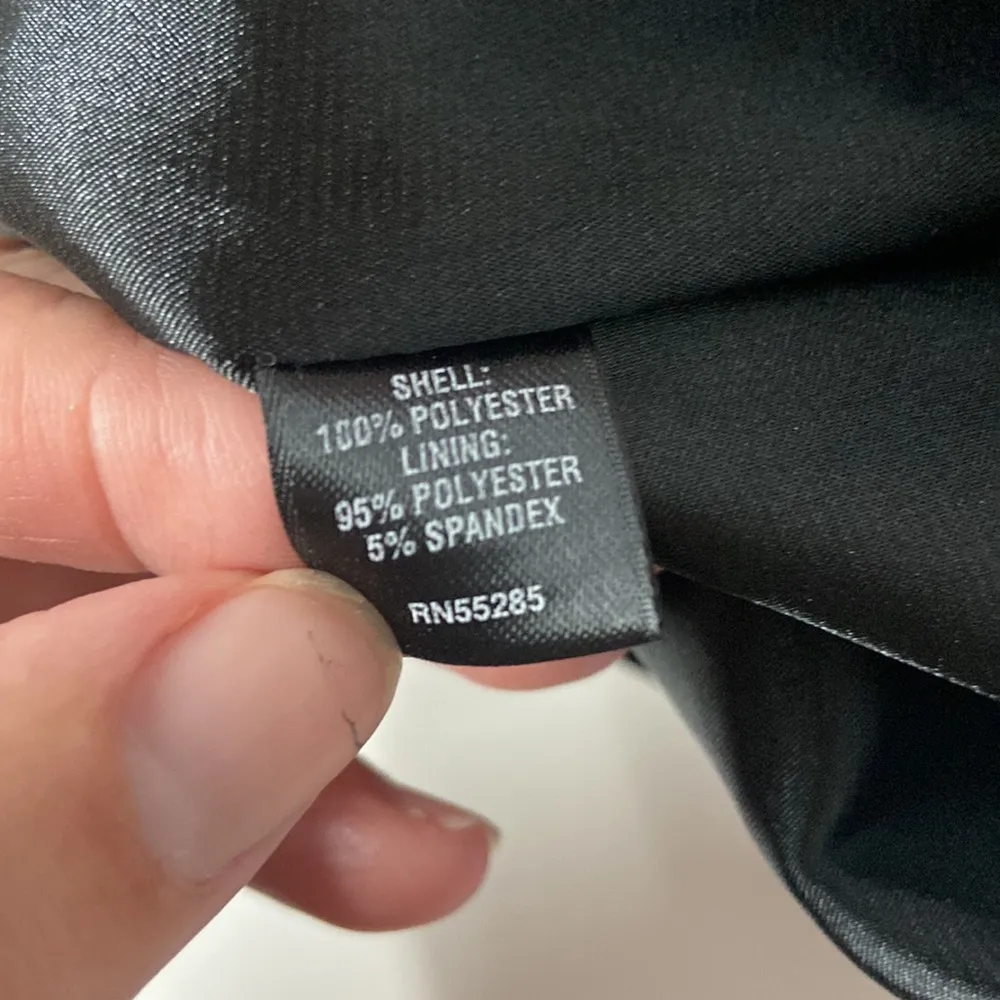 SHELL:
100% POLYESTER
LINING:
95% POLYESTER
5% SPANDEX
RN55285